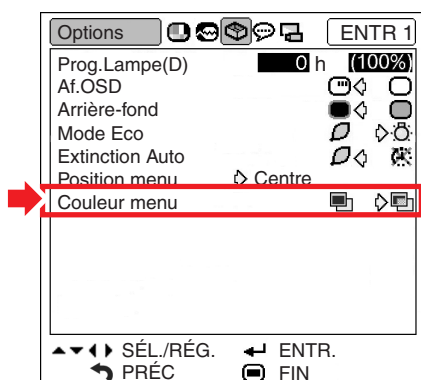 Options ENTR 1
Prog.Lampe(D) 0 h (100%)
Af.OSD
Arrière-fond
Mode Eco
Extinction Auto
Position menu Centre
Couleur menu
SÉL./RÉG. ENTR.
PRÉC FIN